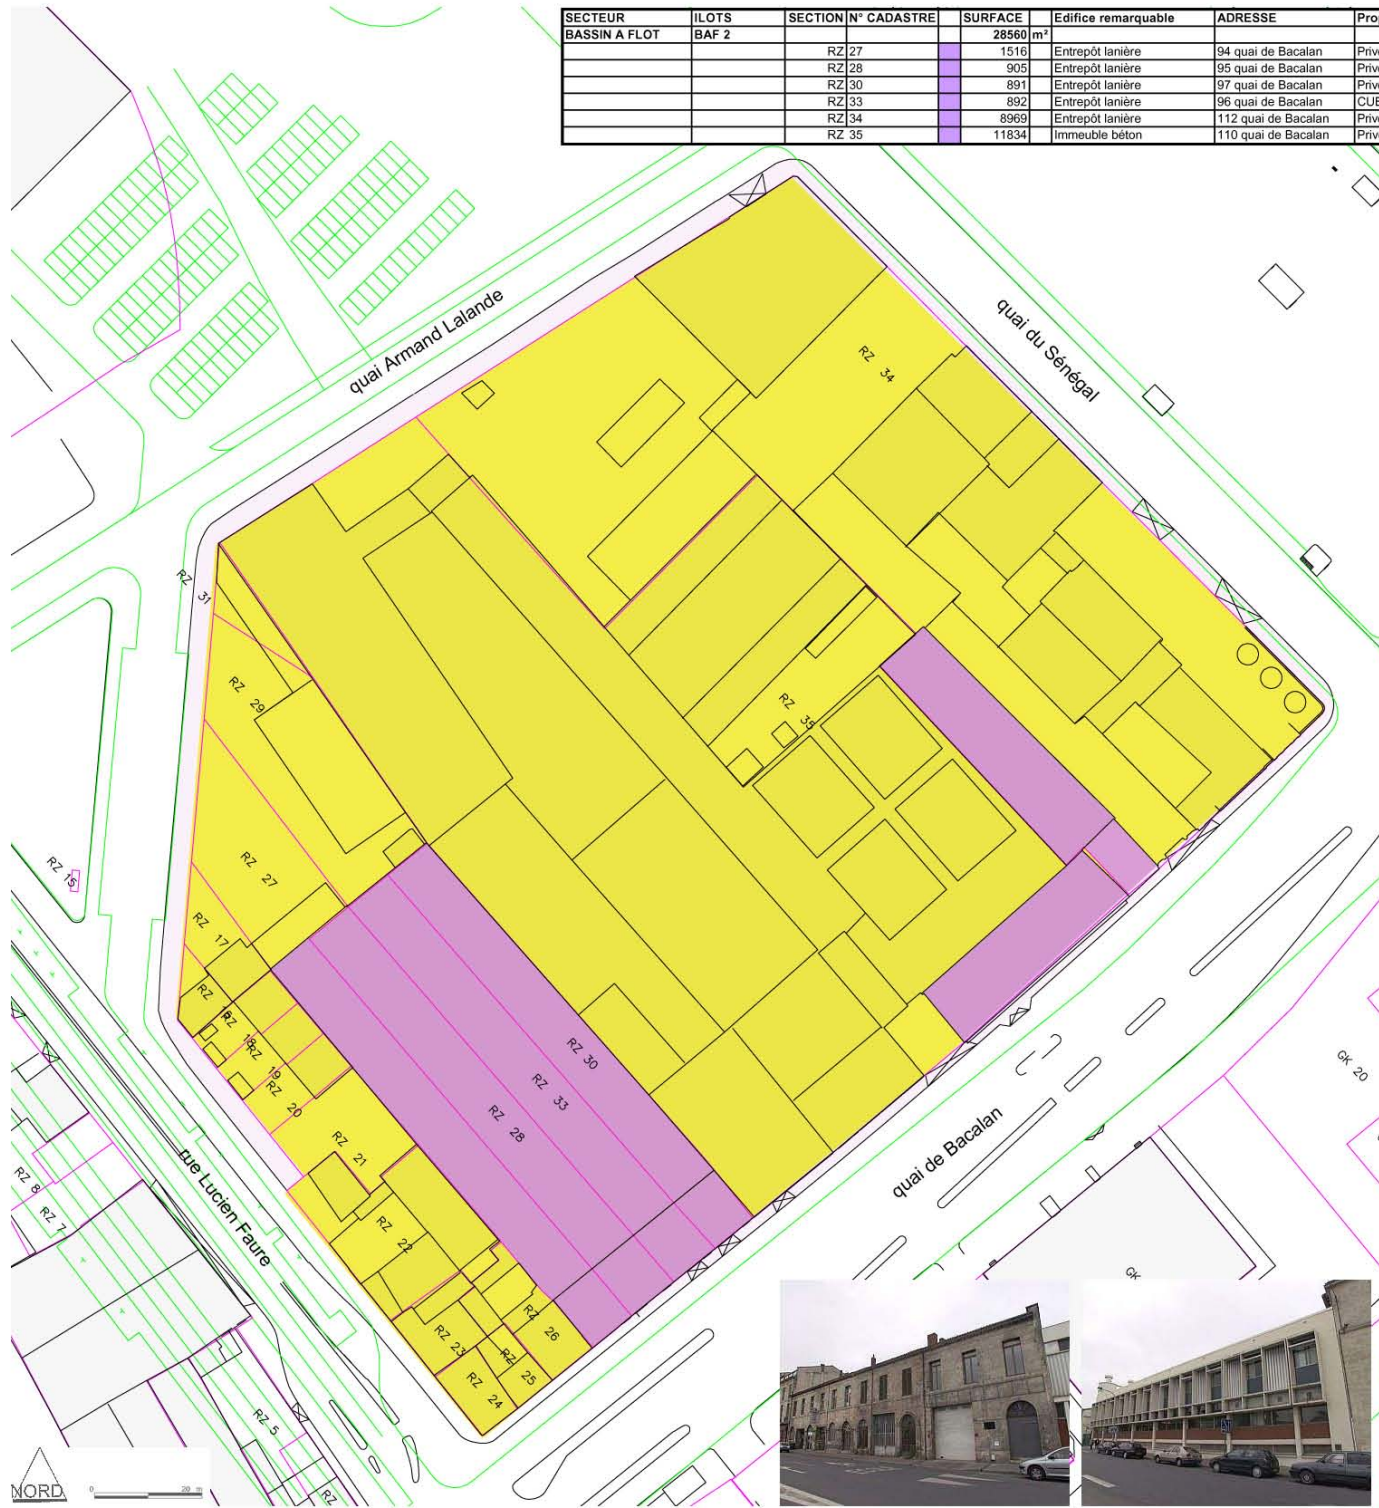 SECTEUR ILOTS SECTION N° CADASTRE SURFACE Edifice remarquable ADRESSE
BASSIN A FLOT BAF 2 28560 m²
RZ 27 1516 Entrepôt lanière 94 quai de Bacalan
RZ 28 905 Entrepôt lanière 95 quai de Bacalan
RZ 30 891 Entrepôt lanière 97 quai de Bacalan
RZ 33 892 Entrepôt lanière 96 quai de Bacalan
RZ 34 8969 Entrepôt lanière 112 quai de Bacalan
RZ 35 11834 Immeuble béton 110 quai de Bacalan
quai Armand Lalande
quai du Sénégal
RZ 34
RZ 31
RZ 29
RZ 35
RZ 15
RZ 27
RZ 17
RZ
RZ 18
RZ 19
RZ 20
RZ 30
RZ 33
RZ 28
GK 20
RZ 21
quai de Bacalan
RZ 8
RZ 7
rue Lucien Faure
RZ 22
GK
RZ 26
RZ 23
RZ 25
RZ 24
RZ 5
RZ
NORD
0 20 m